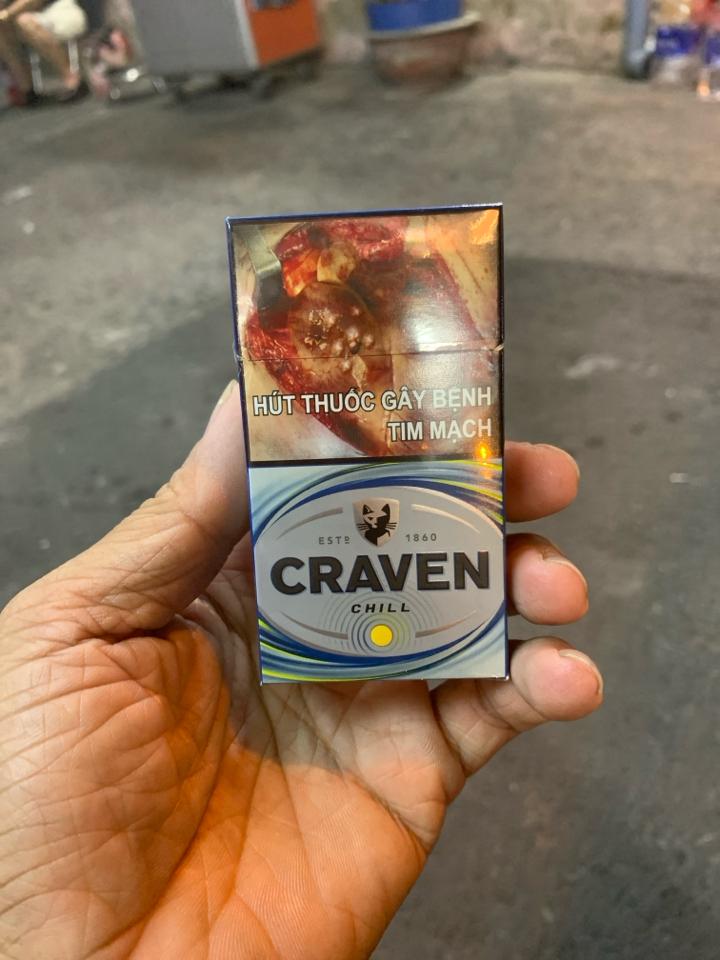 HÚT THUỐC GÂY BỆNH
TIM MẠCH
ESTD 1860
CRAVEN
CHILL